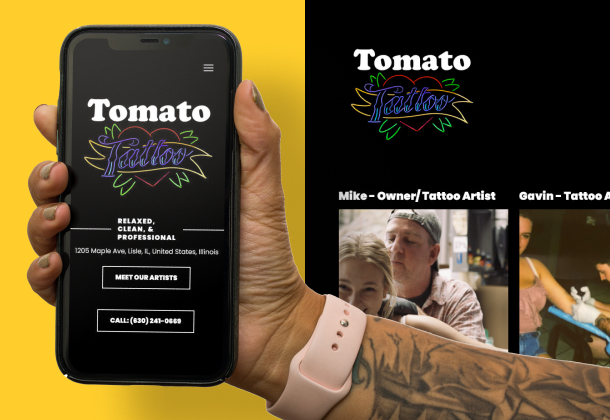 Tomato
Tattoo
RELAXED,
CLEAN, &
PROFESSIONAL
1205 Maple Ave, Lisle, IL, United States, Illinois
MEET OUR ARTISTS
CALL: (630) 241-0669
Tomato
Tattoo
Mike - Owner/ Tattoo Artist
Gavin - Tattoo A